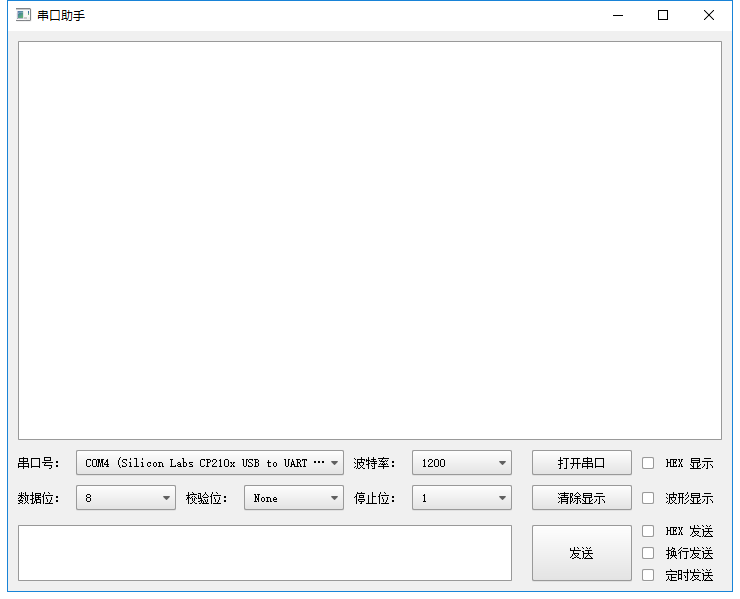 串口助手
串口号： COM4 (Silicon Labs CP210x USB to UART … 波特率： 1200 打开串口 HEX 显示
数据位： 8 校验位： None 停止位： 1 清除显示 波形显示
HEX 发送
发送 换行发送
定时发送